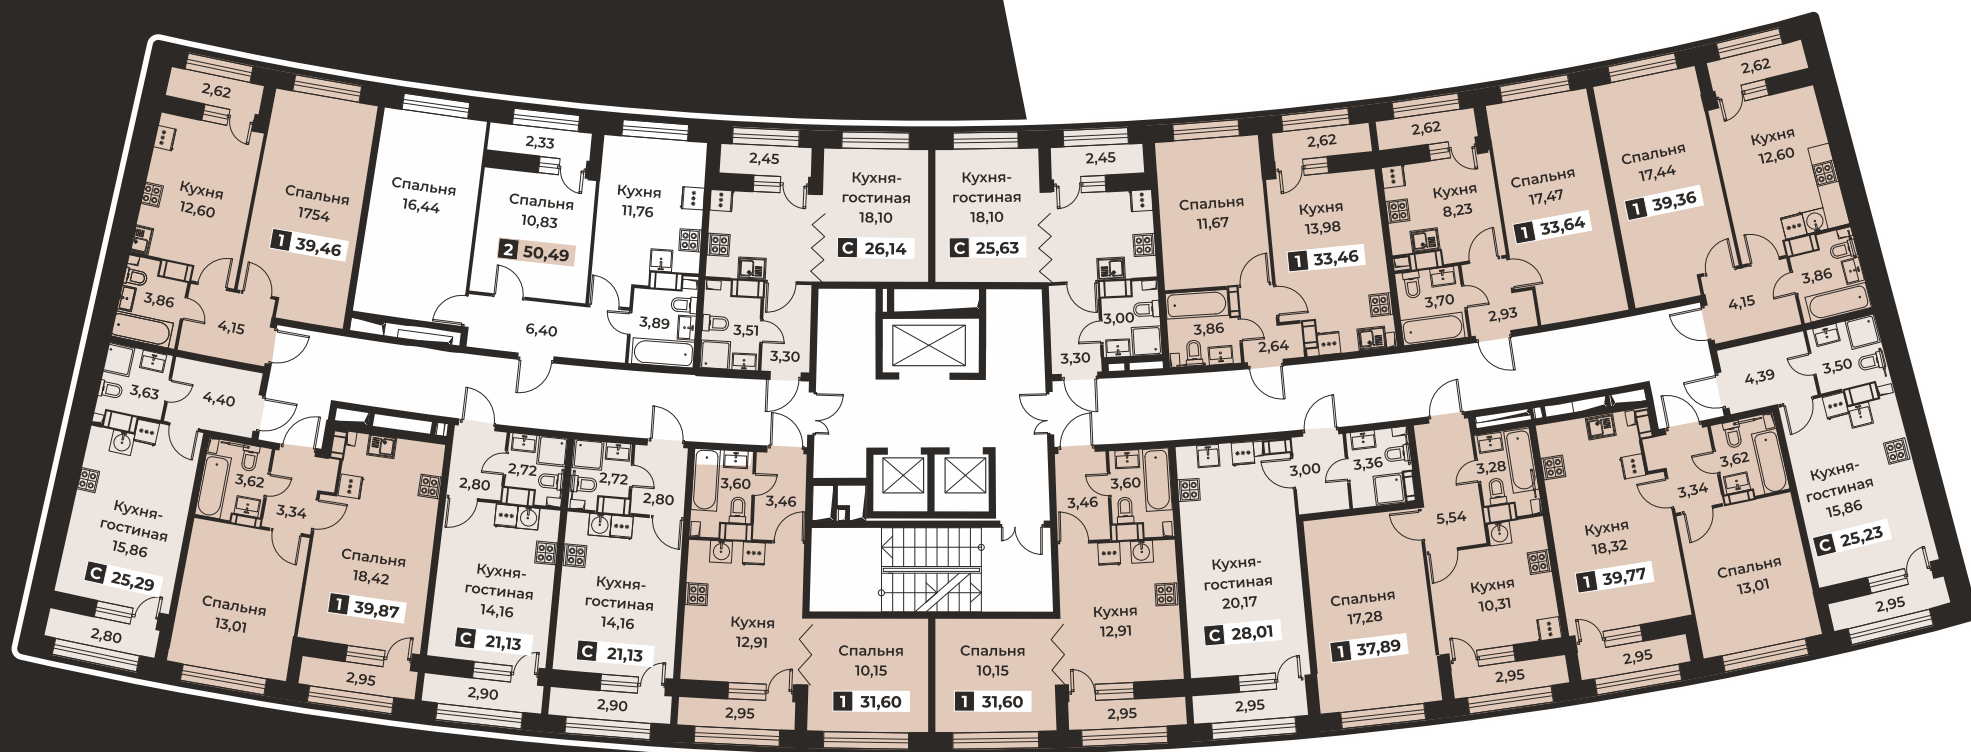 2,62
Кухня
12,60
3,86
4,15
Спальня
1754
1 39,46
Спальня
16,44
2,33
Спальня
10,83
2 50,49
6,40
Кухня
11,76
3,89
2,45
Кухня-
гостиная
18,10
С 26,14
3,51
3,30
Кухня-
гостиная
18,10
С 25,63
2,45
3,00
3,30
Спальня
11,67
3,86
2,64
2,62
Кухня
13,98
1 33,46
2,62
Кухня
8,23
3,70
2,93
Спальня
17,47
1 33,64
Спальня
17,44
1 39,36
2,62
Кухня
12,60
3,86
4,15
3,63
4,40
Кухня-
гостиная
15,86
С 25,29
2,80
3,62
3,34
Спальня
13,01
Спальня
18,42
1 39,87
2,95
2,72
2,80
Кухня-
гостиная
14,16
С 21,13
2,90
2,72
2,80
Кухня-
гостиная
14,16
С 21,13
2,90
3,60
3,46
Кухня
12,91
2,95
Спальня
10,15
1 31,60
Спальня
10,15
1 31,60
3,46
3,60
Кухня
12,91
2,95
3,00
3,36
Кухня-
гостиная
20,17
С 28,01
2,95
Спальня
17,28
1 37,89
5,54
3,28
Кухня
10,31
2,95
Кухня
18,32
1 39,77
2,95
3,34
3,62
Спальня
13,01
4,39
3,50
Кухня-
гостиная
15,86
С 25,23
2,95